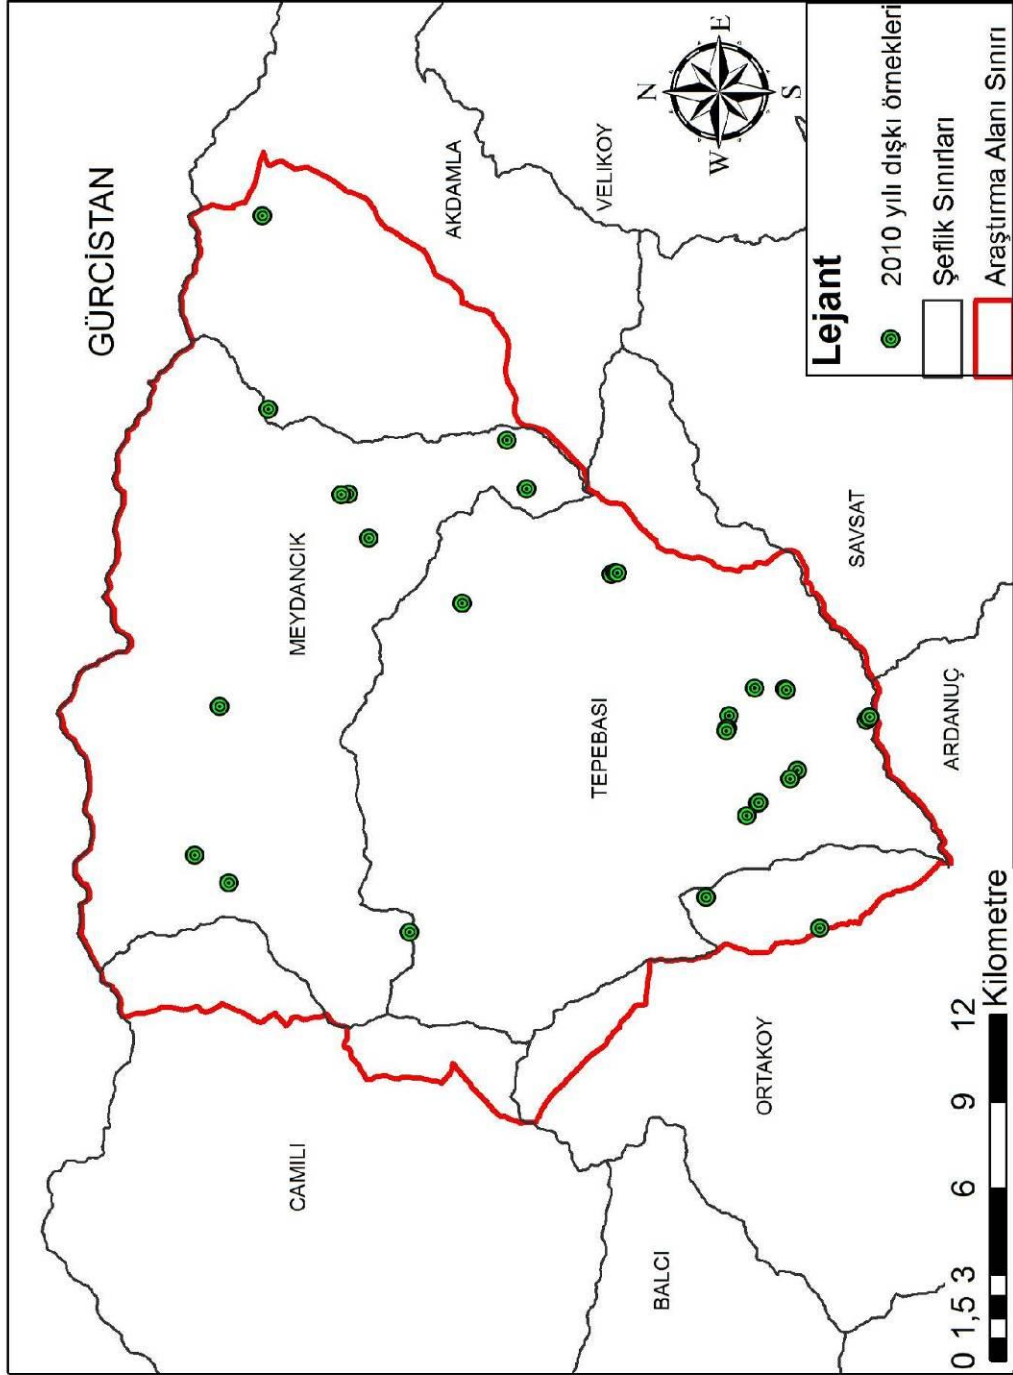 GÜRCİSTAN
AKDAMLA
VELIKOY
MEYDANCIK
TEPEBASI
SAVSAT
ARDANUÇ
CAMILI
ORTAKOY
BALCI
N
W
E
S
Lejant
2010 yılı dışkı örnekleri
Şeflik Sınırları
Araştırma Alanı Sınırı
0 1,5 3 6 9 12
Kilometre